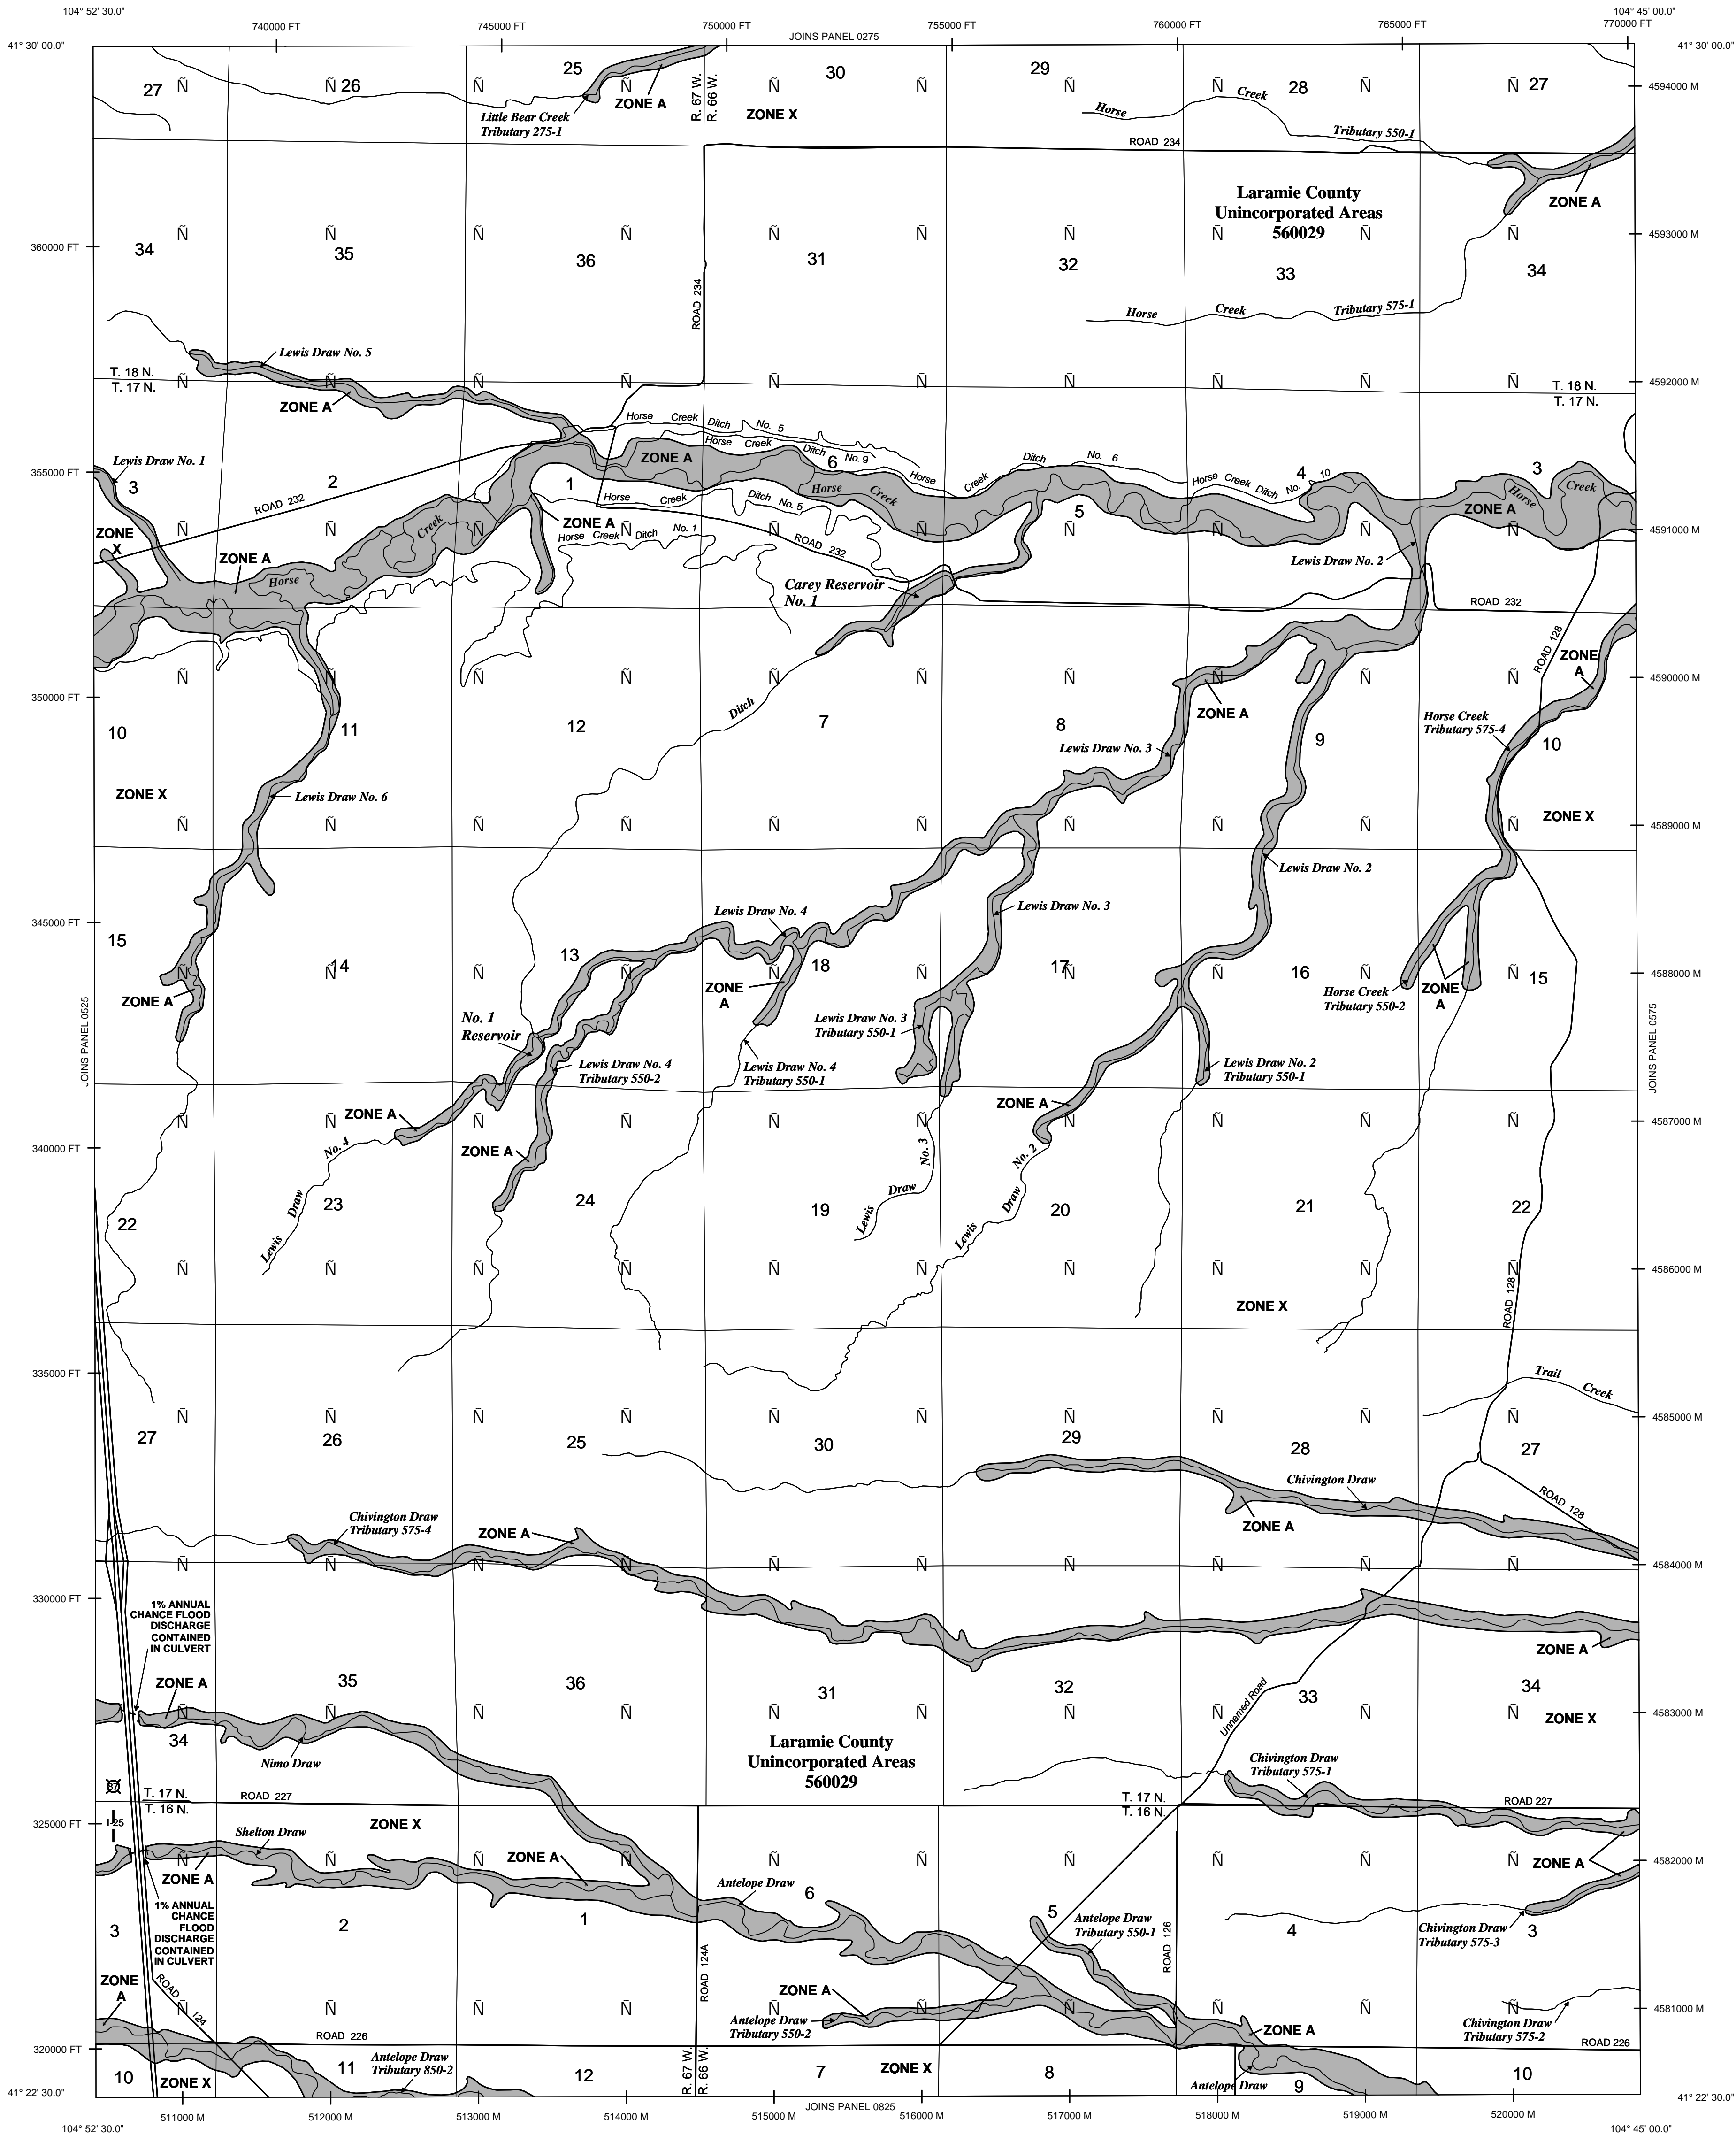 104° 52' 30.0"
740000 FT
745000 FT
750000 FT
755000 FT
760000 FT
765000 FT
104° 45' 00.0"
770000 FT
JOINS PANEL 0275
41° 30' 00.0"
41° 30' 00.0"
27
Ñ
Ñ 26
25
Ñ
Ñ
ZONE A
Little Bear Creek
Tributary 275-1
R. 67 W.
R. 66 W.
30
Ñ
ZONE X
Ñ
29
Ñ
Horse
Creek
Ñ
28
Tributary 550-1
Ñ
Ñ 27
4594000 M
ROAD 234
Laramie County
Unincorporated Areas
560029
ZONE A
360000 FT
34
Ñ
Ñ
35
Ñ
36
Ñ
Ñ
31
Ñ
Ñ
32
Ñ
33
Ñ
Ñ
34
4593000 M
ROAD 234
Horse
Creek
Tributary 575-1
Lewis Draw No. 5
T. 18 N.
T. 17 N.
Ñ
Ñ
Ñ
Ñ
Ñ
Ñ
Ñ
Ñ
Ñ
Ñ
T. 18 N.
T. 17 N.
4592000 M
ZONE A
Horse Creek Ditch No. 5
Horse Creek Ditch No. 9
ZONE A
6
Horse Creek
Horse Creek Ditch No. 6
Horse Creek Ditch No. 10
4
3
Horse Creek
ZONE A
355000 FT
Lewis Draw No. 1
3
2
ROAD 232
1
Horse Creek Ditch No. 5
ZONE A
Horse Creek Ditch No. 1
ROAD 232
5
Lewis Draw No. 2
ZONE
X
Ñ
Ñ
Ñ
Ñ
Ñ
Ñ
Ñ
Ñ
Ñ
Ñ
4591000 M
ZONE A
Horse
Creek
Carey Reservoir
No. 1
ROAD 232
ROAD 128
ZONE
A
350000 FT
Ñ
Ñ
Ñ
Ñ
Ñ
Ñ
Ñ
Ñ
Ñ
Ñ
4590000 M
ZONE A
10
11
12
Ditch
7
8
9
Lewis Draw No. 3
Horse Creek
Tributary 575-4
10
ZONE X
Lewis Draw No. 6
ZONE X
Ñ
Ñ
Ñ
Ñ
Ñ
Ñ
Ñ
Ñ
Ñ
Ñ
4589000 M
Lewis Draw No. 2
345000 FT
15
Lewis Draw No. 4
Lewis Draw No. 3
JOINS PANEL 0525
Ñ
Ñ
14
Ñ
13
Ñ
Ñ
18
Ñ
Ñ
17
Ñ
16
Ñ
Ñ
15
4588000 M
ZONE A
ZONE
A
No. 1
Reservoir
Lewis Draw No. 3
Tributary 550-1
Horse Creek
Tributary 550-2
ZONE
A
Lewis Draw No. 4
Tributary 550-2
Lewis Draw No. 4
Tributary 550-1
Lewis Draw No. 2
Tributary 550-1
JOINS PANEL 0575
ZONE A
ZONE A
Ñ
Ñ
Ñ
Ñ
Ñ
Ñ
Ñ
Ñ
Ñ
Ñ
4587000 M
340000 FT
ZONE A
Lewis Draw No. 4
Lewis Draw No. 3
Lewis Draw No. 2
22
23
24
19
20
21
22
Ñ
Ñ
Ñ
Ñ
Ñ
Ñ
Ñ
Ñ
Ñ
Ñ
4586000 M
ZONE X
ROAD 128
335000 FT
Trail Creek
Ñ
Ñ
Ñ
Ñ
Ñ
Ñ
Ñ
Ñ
Ñ
Ñ
4585000 M
27
26
25
30
29
28
27
Chivington Draw
ROAD 128
ZONE A
Chivington Draw
Tributary 575-4
ZONE A
Ñ
Ñ
Ñ
Ñ
Ñ
Ñ
Ñ
Ñ
Ñ
Ñ
4584000 M
330000 FT
1% ANNUAL
CHANCE FLOOD
DISCHARGE
CONTAINED
IN CULVERT
ZONE A
ZONE A
35
36
31
32
33
34
Unnamed Road
Ñ
Ñ
Ñ
Ñ
Ñ
Ñ
Ñ
Ñ
Ñ
Ñ
4583000 M
ZONE X
34
Nimo Draw
Laramie County
Unincorporated Areas
560029
Chivington Draw
Tributary 575-1
T. 17 N.
T. 16 N.
ROAD 227
T. 17 N.
T. 16 N.
ROAD 227
325000 FT
I-25
ZONE X
Shelton Draw
ZONE A
ZONE A
Ñ
Ñ
Ñ
Ñ
Ñ
Ñ
Ñ
Ñ
Ñ
Ñ
ZONE A
4582000 M
1% ANNUAL
CHANCE
FLOOD
DISCHARGE
CONTAINED
IN CULVERT
Antelope Draw
6
5
Antelope Draw
Tributary 550-1
3
2
1
4
Chivington Draw
Tributary 575-3
3
ROAD 124A
ROAD 126
ZONE
A
ROAD 124
ZONE A
Antelope Draw
Tributary 550-2
Ñ
Ñ
Ñ
Ñ
Ñ
Ñ
Ñ
Ñ
Ñ
Ñ
4581000 M
ZONE A
Chivington Draw
Tributary 575-2
320000 FT
ROAD 226
ROAD 226
10
ZONE X
11
Antelope Draw
Tributary 850-2
12
R. 67 W.
R. 66 W.
7
ZONE X
8
Antelope Draw
9
10
41° 22' 30.0"
41° 22' 30.0"
JOINS PANEL 0825
511000 M
512000 M
513000 M
514000 M
515000 M
516000 M
517000 M
518000 M
519000 M
520000 M
104° 52' 30.0"
104° 45' 00.0"